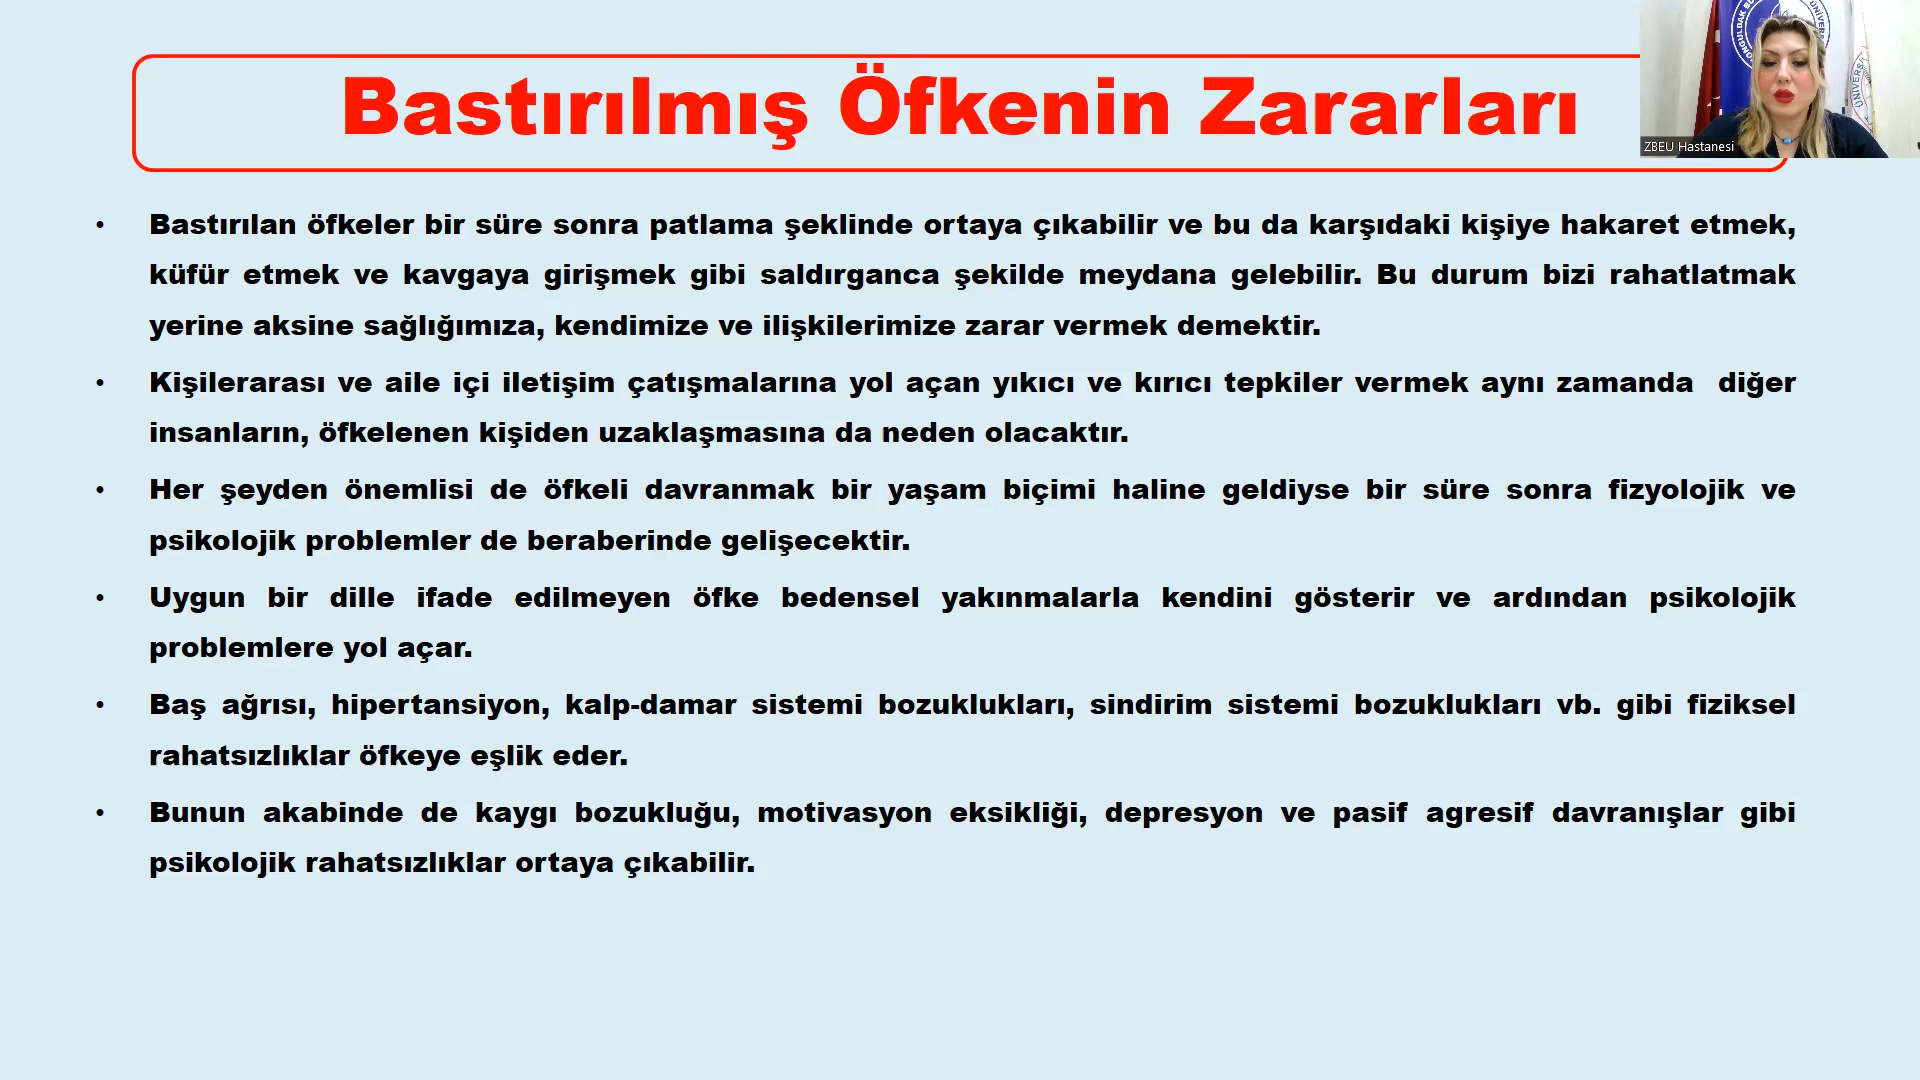 Bastırılmış Öfkenin Zararları
ZBEU Hastanesi
• Bastırılan öfkeler bir süre sonra patlama şeklinde ortaya çıkabilir ve bu da karşıdaki kişiye hakaret etmek,
küfür etmek ve kavgaya girişmek gibi saldırganca şekilde meydana gelebilir. Bu durum bizi rahatlatmak
yerine aksine sağlığımıza, kendimize ve ilişkilerimize zarar vermek demektir.
• Kişilerarası ve aile içi iletişim çatışmalarına yol açan yıkıcı ve kırıcı tepkiler vermek aynı zamanda diğer
insanların, öfkelenen kişiden uzaklaşmasına da neden olacaktır.
• Her şeyden önemlisi de öfkeli davranmak bir yaşam biçimi haline geldiyse bir süre sonra fizyolojik ve
psikolojik problemler de beraberinde gelişecektir.
• Uygun bir dille ifade edilmeyen öfke bedensel yakınmalarla kendini gösterir ve ardından psikolojik
problemlere yol açar.
• Baş ağrısı, hipertansiyon, kalp-damar sistemi bozuklukları, sindirim sistemi bozuklukları vb. gibi fiziksel
rahatsızlıklar öfkeye eşlik eder.
• Bunun akabinde de kaygı bozukluğu, motivasyon eksikliği, depresyon ve pasif agresif davranışlar gibi
psikolojik rahatsızlıklar ortaya çıkabilir.